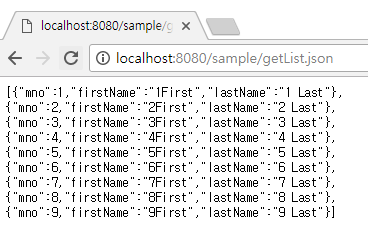 localhost:8080/sample/g
localhost:8080/sample/getList.json
[{"mno":1,"firstName":"1First","lastName":"1 Last"},
{"mno":2,"firstName":"2First","lastName":"2 Last"},
{"mno":3,"firstName":"3First","lastName":"3 Last"},
{"mno":4,"firstName":"4First","lastName":"4 Last"},
{"mno":5,"firstName":"5First","lastName":"5 Last"},
{"mno":6,"firstName":"6First","lastName":"6 Last"},
{"mno":7,"firstName":"7First","lastName":"7 Last"},
{"mno":8,"firstName":"8First","lastName":"8 Last"},
{"mno":9,"firstName":"9First","lastName":"9 Last"}]